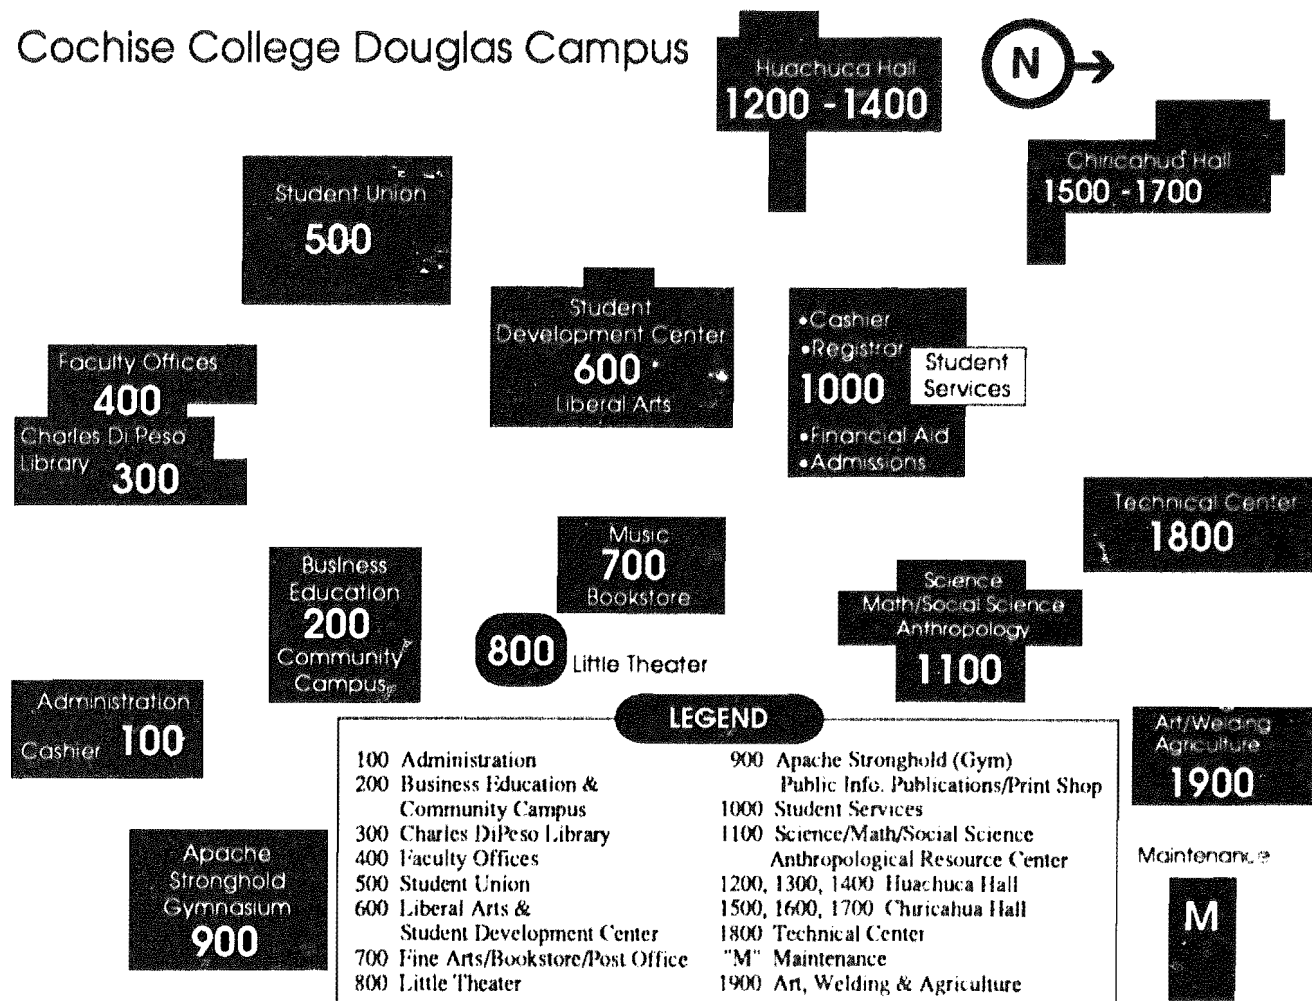 Cochise College Douglas Campus
N
Huachuca Hall
1200 - 1400
Chiricahua Hall
1500 - 1700
Student Union
500
Student
Development Center
600
Liberal Arts
•Cashier
•Registrar
1000
Student
Services
•Financial Aid
•Admissions
Faculty Offices
400
Charles Di Peso
Library
300
Technical Center
1800
Music
700
Bookstore
Business
Education
200
Community
Campus
Science
Math/Social Science
Anthropology
1100
800 Little Theater
Administration
Cashier 100
Art/Welding
Agriculture
1900
Apache
Stronghold
Gymnasium
900
Maintenance
M
LEGEND
100 Administration
200 Business Education &
Community Campus
300 Charles DiPeso Library
400 Faculty Offices
500 Student Union
600 Liberal Arts &
Student Development Center
700 Fine Arts/Bookstore/Post Office
800 Little Theater
900 Apache Stronghold (Gym)
Public Info. Publications/Print Shop
1000 Student Services
1100 Science/Math/Social Science
Anthropological Resource Center
1200, 1300, 1400 Huachuca Hall
1500, 1600, 1700 Chiricahua Hall
1800 Technical Center
"M" Maintenance
1900 Art, Welding & Agriculture